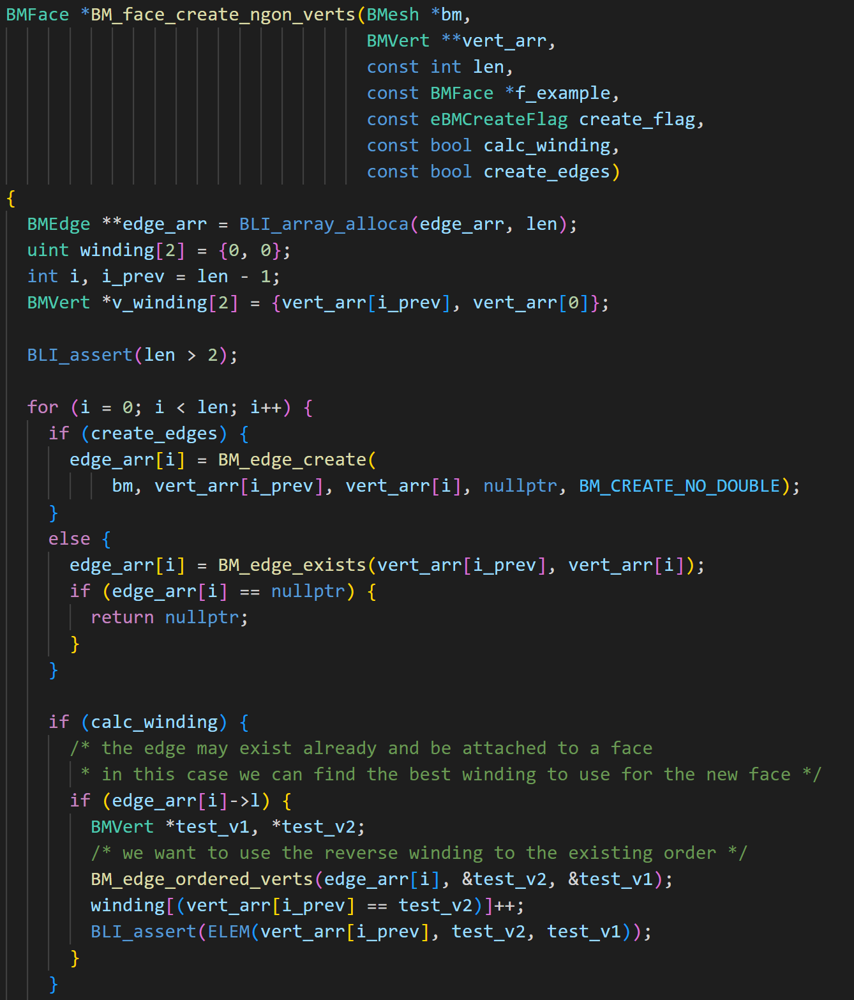 BMFace *BM_face_create_ngon_verts(BMesh *bm,
                                  BMVert **vert_arr,
                                  const int len,
                                  const BMFace *f_example,
                                  const eBMCreateFlag create_flag,
                                  const bool calc_winding,
                                  const bool create_edges)
{
  BMEdge **edge_arr = BLI_array_alloca(edge_arr, len);
  uint winding[2] = {0, 0};
  int i, i_prev = len - 1;
  BMVert *v_winding[2] = {vert_arr[i_prev], vert_arr[0]};

  BLI_assert(len > 2);

  for (i = 0; i < len; i++) {
    if (create_edges) {
      edge_arr[i] = BM_edge_create(
          bm, vert_arr[i_prev], vert_arr[i], nullptr, BM_CREATE_NO_DOUBLE);
    }
    else {
      edge_arr[i] = BM_edge_exists(vert_arr[i_prev], vert_arr[i]);
      if (edge_arr[i] == nullptr) {
        return nullptr;
      }
    }

    if (calc_winding) {
      /* the edge may exist already and be attached to a face
       * in this case we can find the best winding to use for the new face */
      if (edge_arr[i]->l) {
        BMVert *test_v1, *test_v2;
        /* we want to use the reverse winding to the existing order */
        BM_edge_ordered_verts(edge_arr[i], &test_v2, &test_v1);
        winding[(vert_arr[i_prev] == test_v2)]++;
        BLI_assert(ELEM(vert_arr[i_prev], test_v2, test_v1));
      }
    }